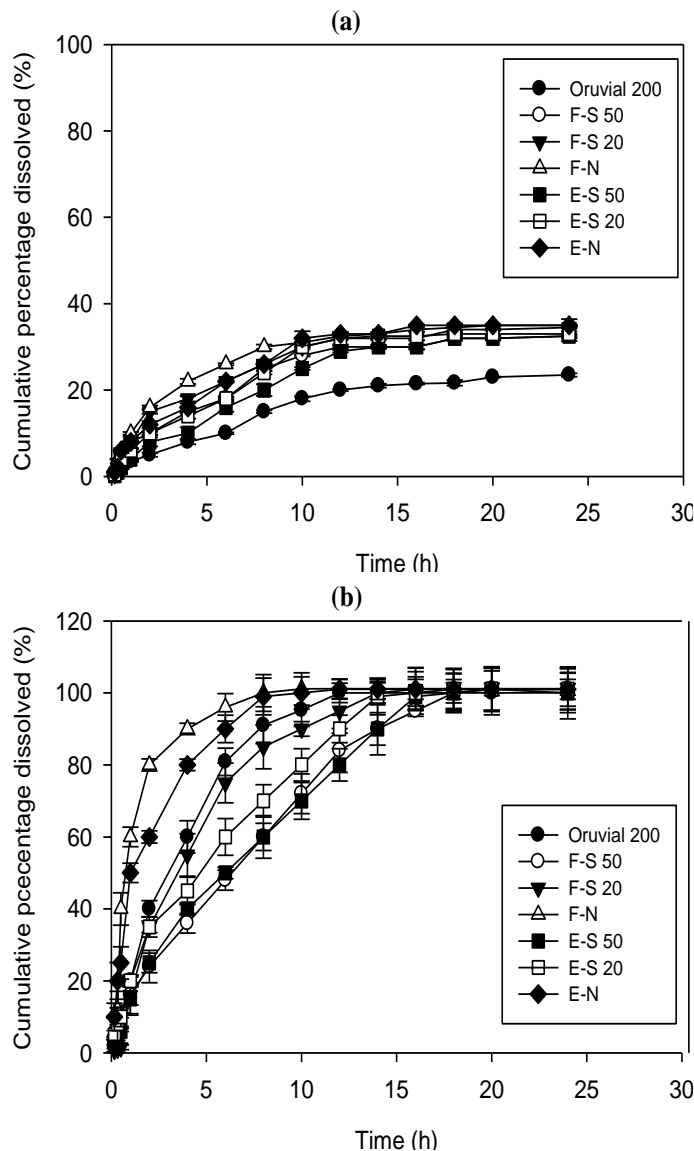 (a)
Cumulative percentage dissolved (%)
100
80
60
40
20
0
Oruvial 200
F-S 50
F-S 20
F-N
E-S 50
E-S 20
E-N
0 5 10 15 20 25 30
Time (h)
(b)
Cumulative pcecentage dissolved (%)
120
100
80
60
40
20
0
Oruvial 200
F-S 50
F-S 20
F-N
E-S 50
E-S 20
E-N
0 5 10 15 20 25 30
Time (h)